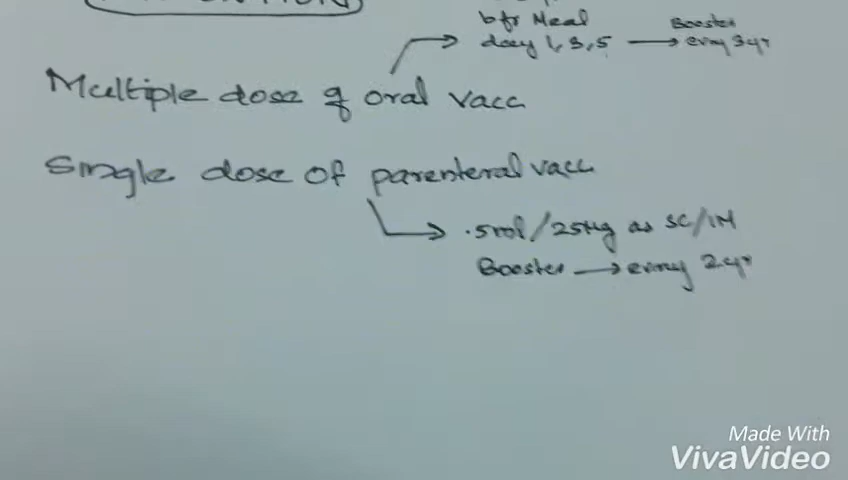 bfr Meal
day 1,3,5 → Booster every 3yr
Multiple dose of oral vacc
Single dose of parenteral vacc
.5ml/25μg as SC/IM
Booster → every 2yr
Made With
VivaVideo